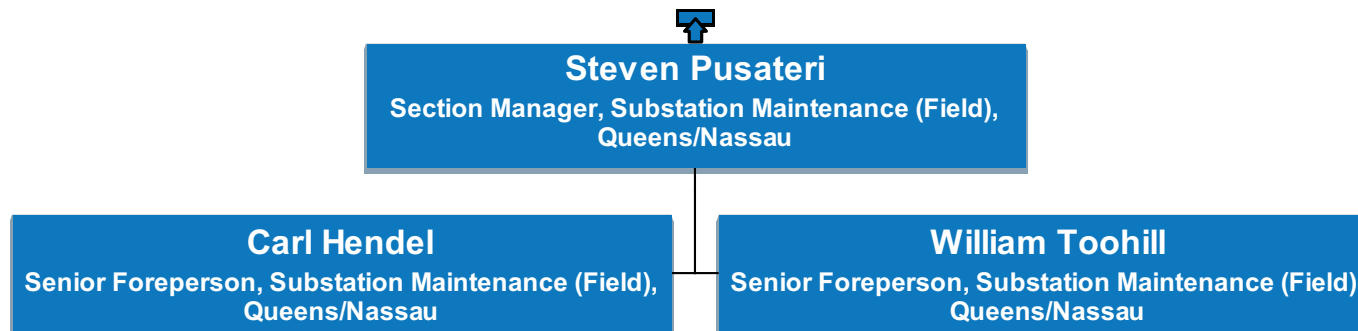 Steven Pusateri
Section Manager, Substation Maintenance (Field),
Queens/Nassau
Carl Hendel
Senior Foreperson, Substation Maintenance (Field),
Queens/Nassau
William Toohill
Senior Foreperson, Substation Maintenance (Field)
Queens/Nassau